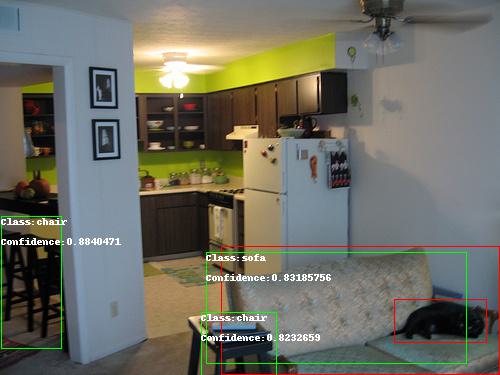 Class:chair
Confidence:0.8840471
Class:sofa
Confidence:0.83185756
Class:chair
Confidence:0.8232659